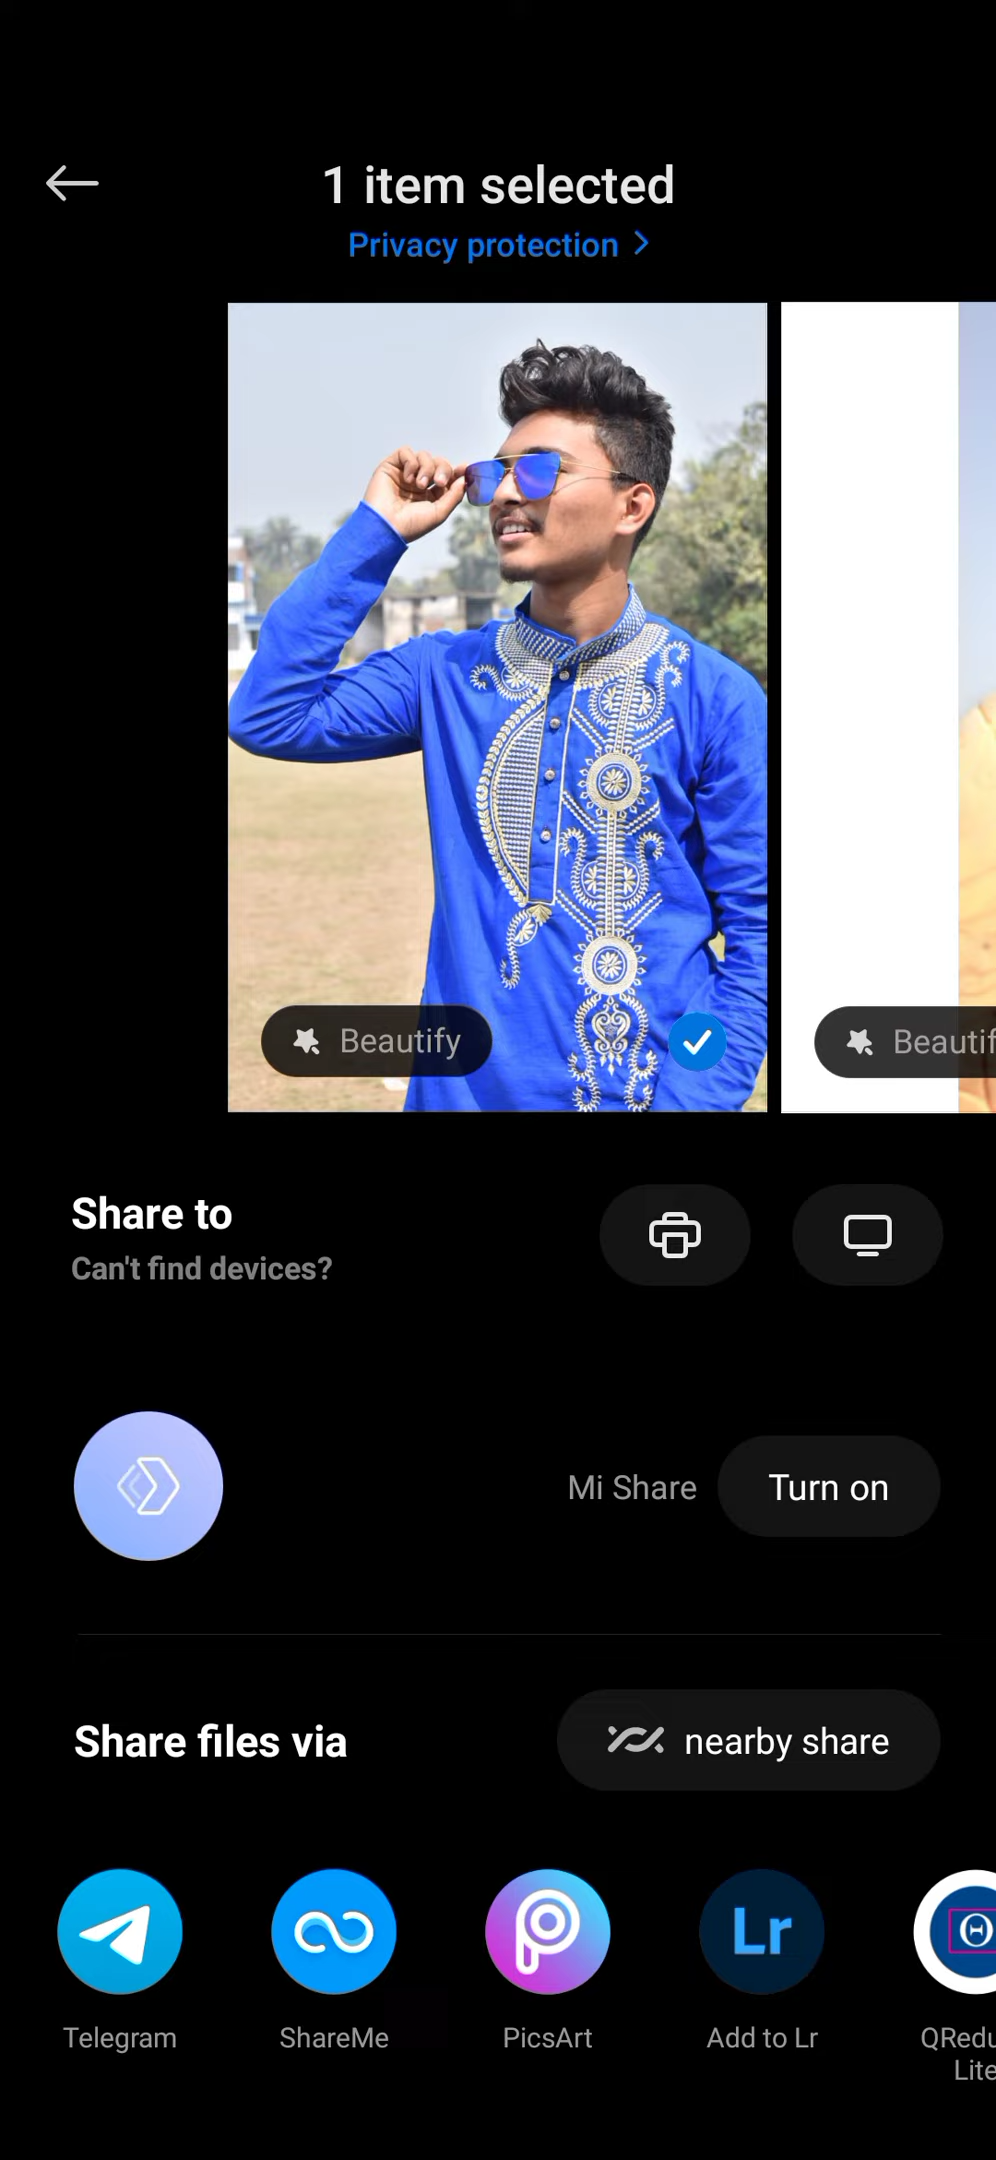 1 item selected
Privacy protection
Beautify
Share to
Can't find devices?
Mi Share
Turn on
Share files via
nearby share
Telegram
ShareMe
PicsArt
Lr
Add to Lr
Lite